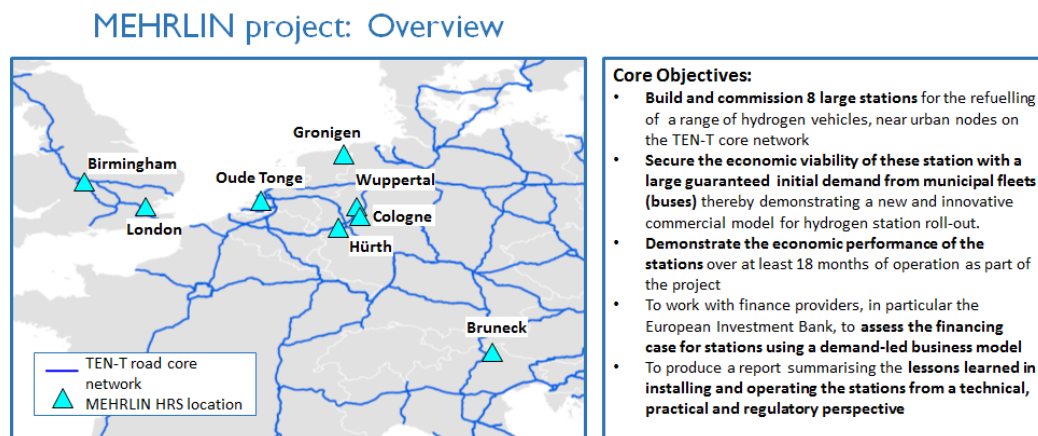 MEHRLIN project: Overview
Gronigen
Birmingham
Oude Tonge
Wuppertal
Cologne
London
Hürth
Bruneck
TEN-T road core
network
MEHRLIN HRS location
Core Objectives:
• Build and commission 8 large stations for the refuelling
of a range of hydrogen vehicles, near urban nodes on
the TEN-T core network
• Secure the economic viability of these station with a
large guaranteed initial demand from municipal fleets
(buses) thereby demonstrating a new and innovative
commercial model for hydrogen station roll-out.
• Demonstrate the economic performance of the
stations over at least 18 months of operation as part of
the project
• To work with finance providers, in particular the
European Investment Bank, to assess the financing
case for stations using a demand-led business model
• To produce a report summarising the lessons learned in
installing and operating the stations from a technical,
practical and regulatory perspective